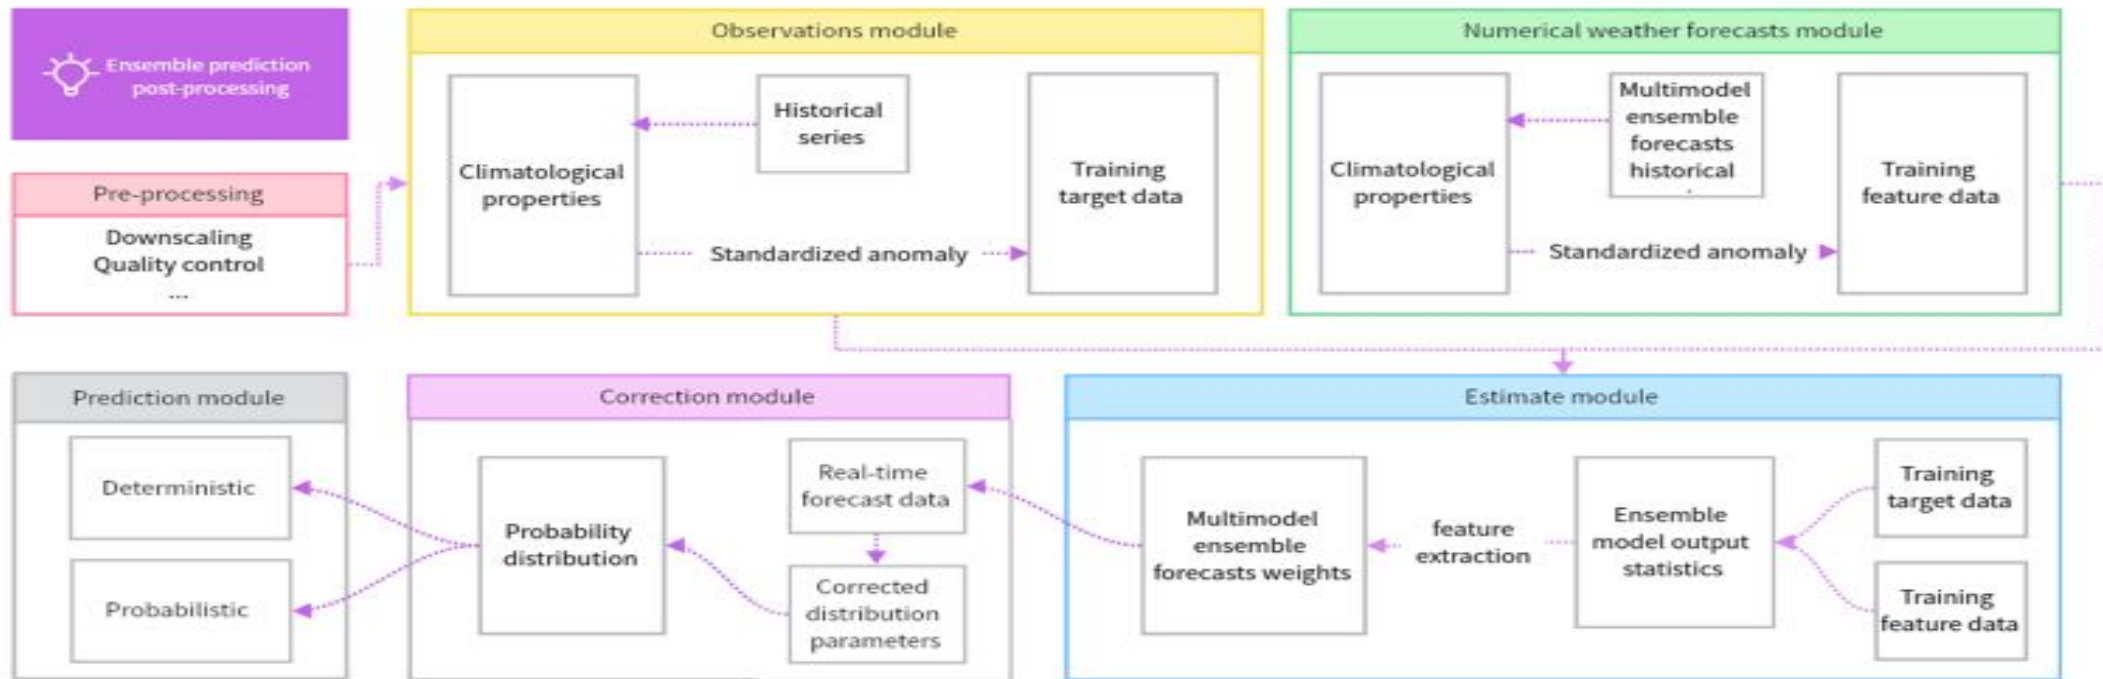 Ensemble prediction
post-processing
Pre-processing
Downscaling
Quality control
...
Observations module
Climatológical
properties
Historical
series
Standardized anomaly
Training
target data
Numerical weather forecasts module
Climatológical
properties
Multimodel
ensemble
forecasts
historical
.
Standardized anomaly
Training
feature data
Estimate module
Training
target data
Training
feature data
Ensemble
model output
statistics
feature
extraction
Multimodel
ensemble
forecasts weights
Correction module
Real-time
forecast data
Corrected
distribution
parameters
Probability
distribution
Prediction module
Deterministic
Probabilistic